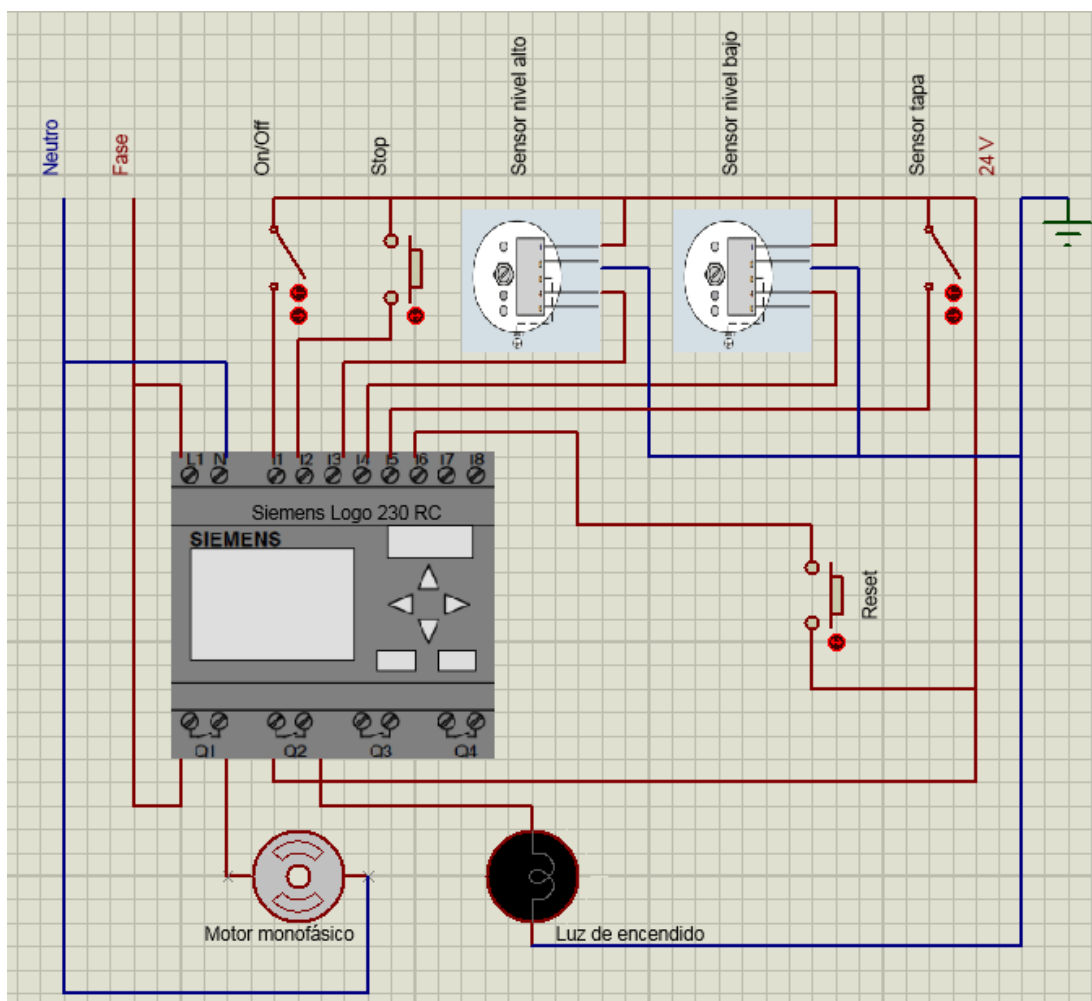 Neutro
Fase
On/Off
Stop
Sensor nivel alto
Sensor nivel bajo
Sensor tapa
24 V
L1 N I1 I2 I3 I4 I5 I6 I7 I8
Siemens Logo 230 RC
SIEMENS
Reset
Q1 Q2 Q3 Q4
Motor monofásico
Luz de encendido